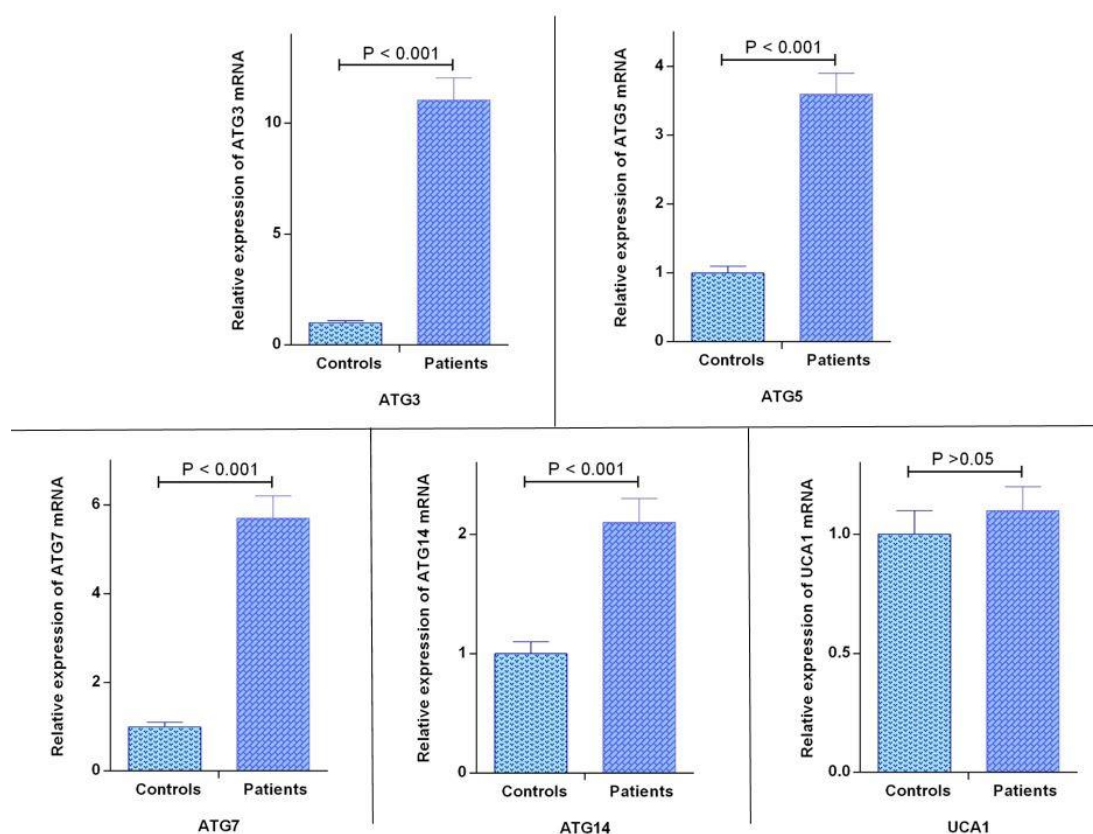 P < 0.001
Relative expression of ATG3 mRNA
10
5
0
Controls Patients
ATG3
P < 0.001
Relative expression of ATG5 mRNA
4
3
2
1
0
Controls Patients
ATG5
P < 0.001
Relative expression of ATG7 mRNA
6
4
2
0
Controls Patients
ATG7
P < 0.001
Relative expression of ATG14 mRNA
2
1
0
Controls Patients
ATG14
P >0.05
Relative expression of UCA1 mRNA
1.0
0.5
0.0
Controls Patients
UCA1